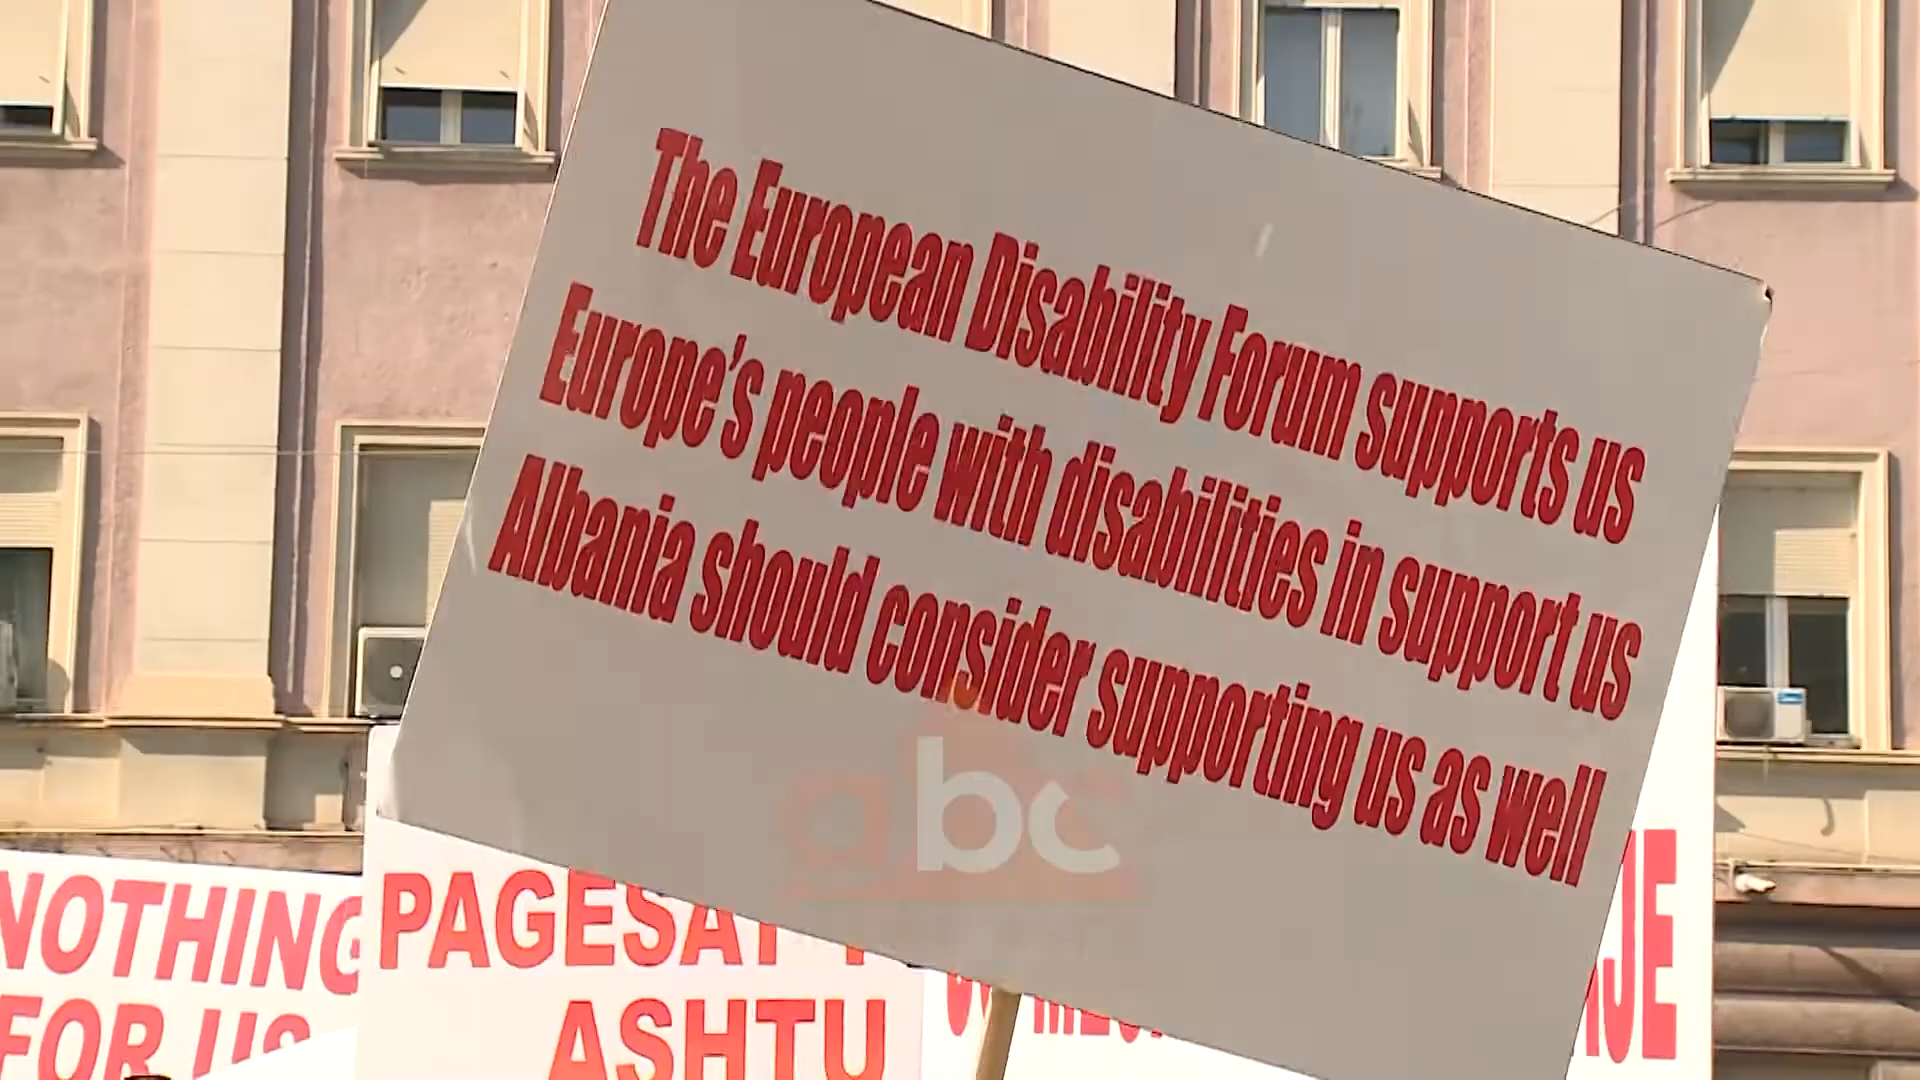 The European Disability Forum supports us
Europe's people with disabilities in support us
Albania should consider supporting us as well
abc
NOTHING
FOR US
PAGESAT
ASHTU